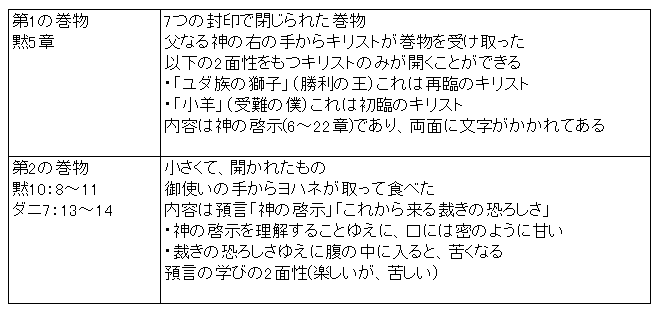 第1の巻物
黙5章
7つの封印で閉じられた巻物
父なる神の右の手からキリストが巻物を受け取った
以下の2面性をもつキリストのみが開くことができる
・「ユダ族の獅子」(勝利の王)これは再臨のキリスト
・「小羊」(受難の僕)これは初臨のキリスト
内容は神の啓示(6～22章)であり、両面に文字がかかれてある
第2の巻物
黙10：8～11
ダニ7：13～14
小さくて、開かれたもの
御使いの手からヨハネが取って食べた
内容は預言「神の啓示」「これから来る裁きの恐ろしさ」
・神の啓示を理解することゆえに、口には密のように甘い
・裁きの恐ろしさゆえに腹の中に入ると、苦くなる
預言の学びの2面性(楽しいが、苦しい)